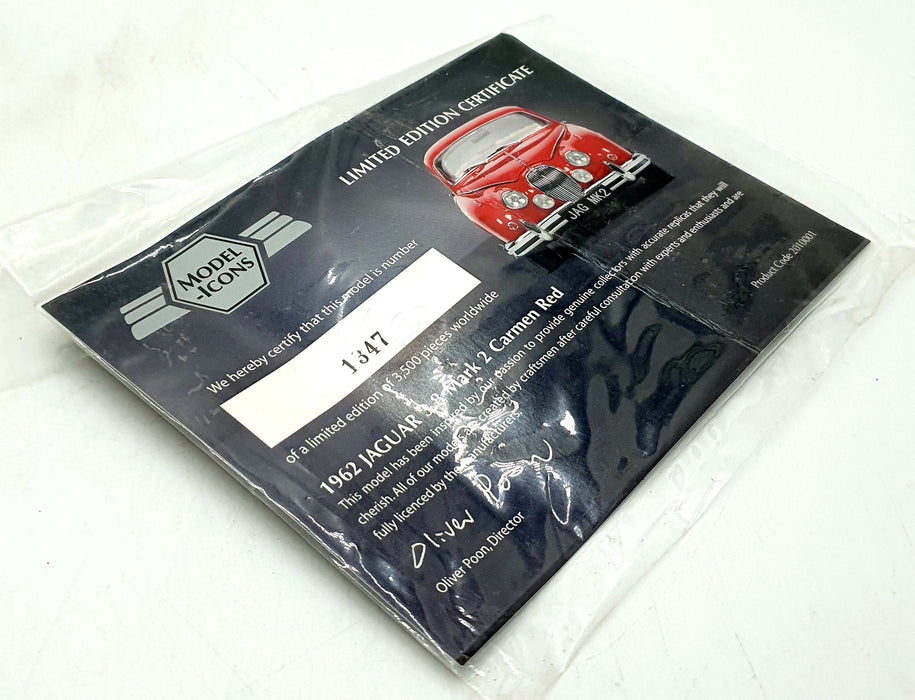 LIMITED EDITION CERTIFICATE
JAG MK2
MODEL
-ICONS
We hereby certify that this model is number
1347
of a limited edition of 3,500 pieces worldwide
1962 JAGUAR Mark 2 Carmen Red
This model has been inspired by our passion to provide genuine collectors with accurate replicas that they will
cherish. All of our models are created by craftsmen after careful consultation with experts and enthusiasts and are
fully licenced by the manufacturers.
Oliver Poon
Oliver Poon, Director
Product Code 2010001